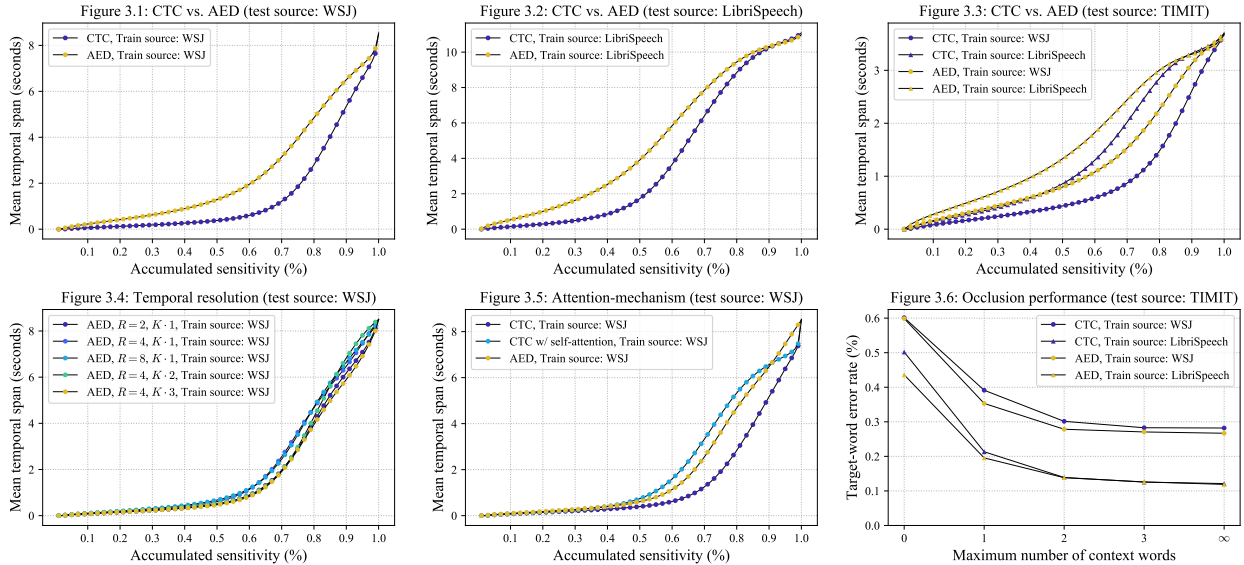 Figure 3.1: CTC vs. AED (test source: WSJ)
CTC, Train source: WSJ
AED, Train source: WSJ
Mean temporal span (seconds)
8
6
4
2
0
0.1 0.2 0.3 0.4 0.5 0.6 0.7 0.8 0.9 1.0
Accumulated sensitivity (%)
Figure 3.2: CTC vs. AED (test source: LibriSpeech)
CTC, Train source: LibriSpeech
AED, Train source: LibriSpeech
Mean temporal span (seconds)
10
8
6
4
2
0
0.1 0.2 0.3 0.4 0.5 0.6 0.7 0.8 0.9 1.0
Accumulated sensitivity (%)
Figure 3.3: CTC vs. AED (test source: TIMIT)
CTC, Train source: WSJ
CTC, Train source: LibriSpeech
AED, Train source: WSJ
AED, Train source: LibriSpeech
Mean temporal span (seconds)
3
2
1
0
0.1 0.2 0.3 0.4 0.5 0.6 0.7 0.8 0.9 1.0
Accumulated sensitivity (%)
Figure 3.4: Temporal resolution (test source: WSJ)
AED, R = 2, K · 1, Train source: WSJ
AED, R = 4, K · 1, Train source: WSJ
AED, R = 8, K · 1, Train source: WSJ
AED, R = 4, K · 2, Train source: WSJ
AED, R = 4, K · 3, Train source: WSJ
Mean temporal span (seconds)
8
6
4
2
0
0.1 0.2 0.3 0.4 0.5 0.6 0.7 0.8 0.9 1.0
Accumulated sensitivity (%)
Figure 3.5: Attention-mechanism (test source: WSJ)
CTC, Train source: WSJ
CTC w/ self-attention, Train source: WSJ
AED, Train source: WSJ
Mean temporal span (seconds)
8
6
4
2
0
0.1 0.2 0.3 0.4 0.5 0.6 0.7 0.8 0.9 1.0
Accumulated sensitivity (%)
Figure 3.6: Occlusion performance (test source: TIMIT)
CTC, Train source: WSJ
CTC, Train source: LibriSpeech
AED, Train source: WSJ
AED, Train source: LibriSpeech
Target-word error rate (%)
0.6
0.5
0.4
0.3
0.2
0.1
0.0
0 1 2 3 ∞
Maximum number of context words